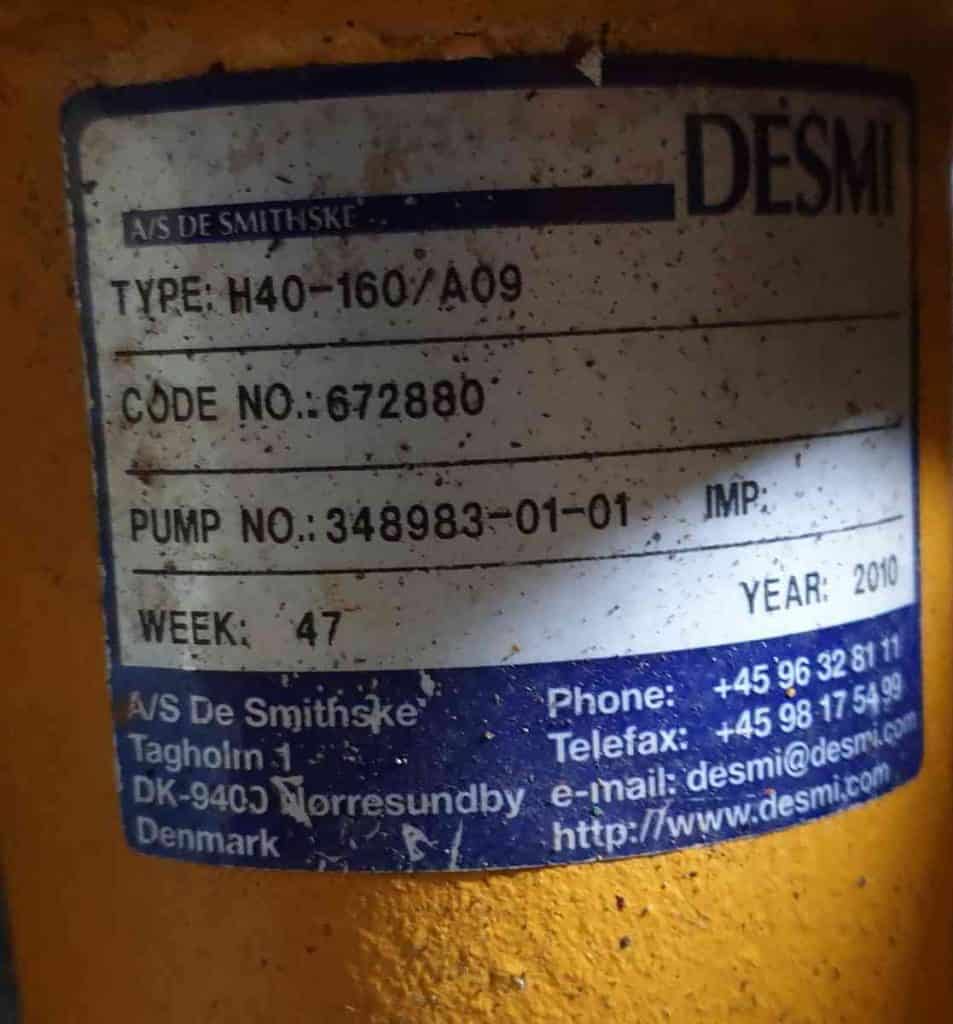 DESMI
A/S DE SMITHSKE
TYPE: H40-160/A09
CODE NO.: 672880
PUMP NO.: 348983-01-01 IMP:
WEEK: 47 YEAR: 2010
A/S De Smithske Phone: +45 96 32 81 11
Tagholm 1 Telefax: +45 98 17 54 99
DK-9400 Nørresundby e-mail: desmi@desmi.com
Denmark http://www.desmi.com